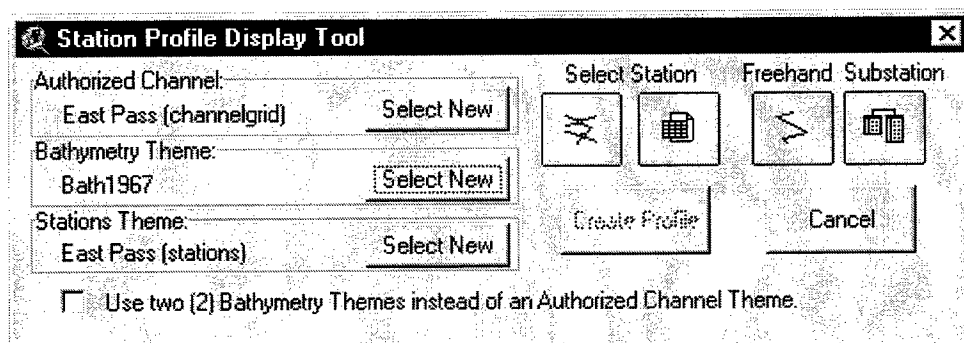 Station Profile Display Tool
Authorized Channel:
East Pass (channelgrid)
Select New
Bathymetry Theme:
Bath1967
Select New
Stations Theme:
East Pass (stations)
Select New
Select Station
Freehand Substation
Create Profile
Cancel
Use two (2) Bathymetry Themes instead of an Authorized Channel Theme.